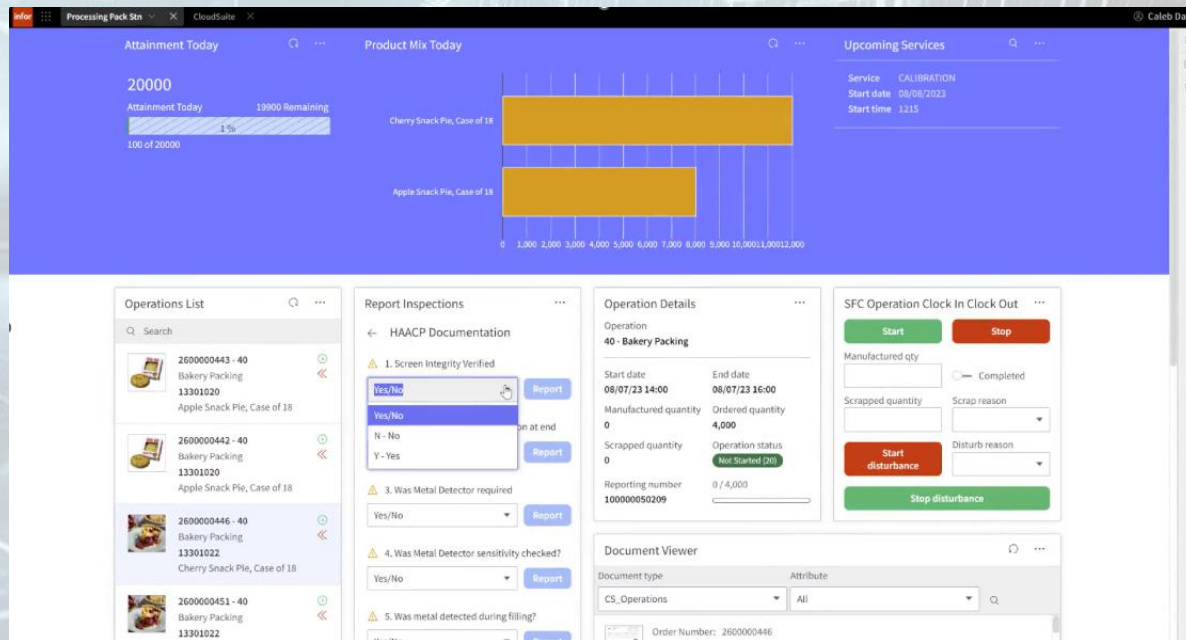 infor
Processing Pack Stn
CloudSuite
Caleb Da
Attainment Today
20000
Attainment Today 19900 Remaining
1 %
100 of 20000
Product Mix Today
Cherry Snack Pie, Case of 18
Apple Snack Pie, Case of 18
0 1,000 2,000 3,000 4,000 5,000 6,000 7,000 8,000 9,000 10,00011,00012,000
Upcoming Services
Service CALIBRATION
Start date 08/08/2023
Start time 1215
Operations List
Search
2600000443 - 40
Bakery Packing
13301020
Apple Snack Pie, Case of 18
2600000442 - 40
Bakery Packing
13301020
Apple Snack Pie, Case of 18
2600000446 - 40
Bakery Packing
13301022
Cherry Snack Pie, Case of 18
2600000451 - 40
Bakery Packing
13301022
Report Inspections
HAACP Documentation
1. Screen Integrity Verified
Yes/No Report
Yes/No
N - No
Y - Yes
on at end
Report
3. Was Metal Detector required
Yes/No Report
4. Was Metal Detector sensitivity checked?
Yes/No Report
5. Was metal detected during filling?
Operation Details
Operation
40 - Bakery Packing
Start date End date
08/07/23 14:00 08/07/23 16:00
Manufactured quantity Ordered quantity
0 4,000
Scrapped quantity Operation status
0 Not Started (20)
Reporting number 0 / 4,000
100000050209
SFC Operation Clock In Clock Out
Start Stop
Manufactured qty
Completed
Scrapped quantity Scrap reason
Start disturbance
Disturb reason
Stop disturbance
Document Viewer
Document type Attribute
CS_Operations All
Order Number: 2600000446